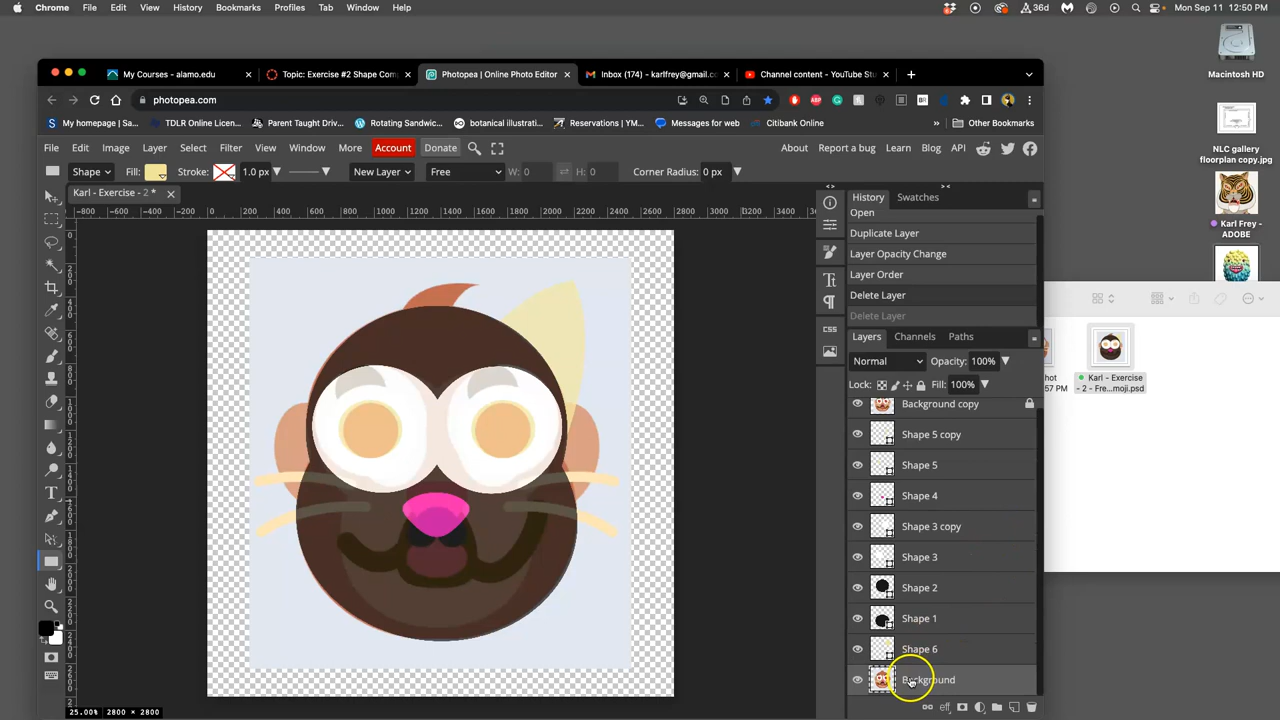 Chrome File Edit View History Bookmarks Profiles Tab Window Help 36d Mon Sep 11 12:50 PM
Macintosh HD
My Courses - alamo.edu Topic: Exercise #2 Shape Com Photopea | Online Photo Editor Inbox (174) - karlfrey@gmail.c Channel content - YouTube Stu
photopea.com
My homepage | Sa... TDLR Online Licen... Parent Taught Driv... Rotating Sandwic... botanical illustr... Reservations | YM... Messages for web Citibank Online » Other Bookmarks
NLC gallery
floorplan copy.jpg
File Edit Image Layer Select Filter View Window More Account Donate About Report a bug Learn Blog API
Shape Fill: Stroke: 1.0 px New Layer Free W: 0 H: 0 Corner Radius: 0 px
Karl - Exercise - 2 *
History Swatches
-800 -600 -400 -200 0 200 400 600 800 1000 1200 1400 1600 1800 2000 2200 2400 2600 2800 3000 3200 3400
Karl Frey -
ADOBE
Open
Duplicate Layer
Layer Opacity Change
Layer Order
Delete Layer
Delete Layer
Layers Channels Paths
Normal Opacity: 100%
Lock: Fill: 100%
hot
57 PM
Karl - Exercise
- 2 - Fre...moji.psd
Background copy
Shape 5 copy
Shape 5
Shape 4
Shape 3 copy
Shape 3
Shape 2
Shape 1
Shape 6
Background
css
eff
25.00% 2800 × 2800